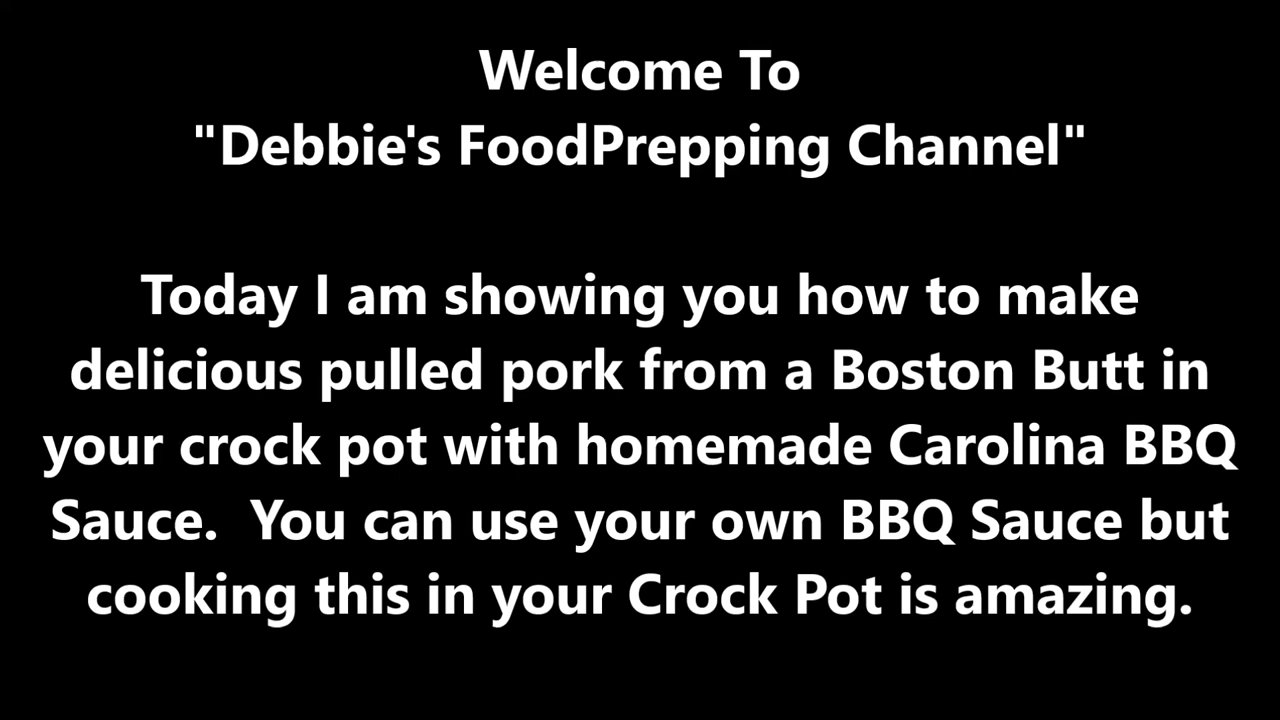 Welcome To
"Debbie's FoodPrepping Channel"
Today I am showing you how to make
delicious pulled pork from a Boston Butt in
your crock pot with homemade Carolina BBQ
Sauce.  You can use your own BBQ Sauce but
cooking this in your Crock Pot is amazing.